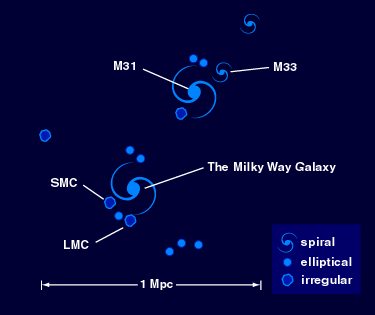 M31
M33
The Milky Way Galaxy
SMC
LMC
spiral
elliptical
irregular
1 Mpc